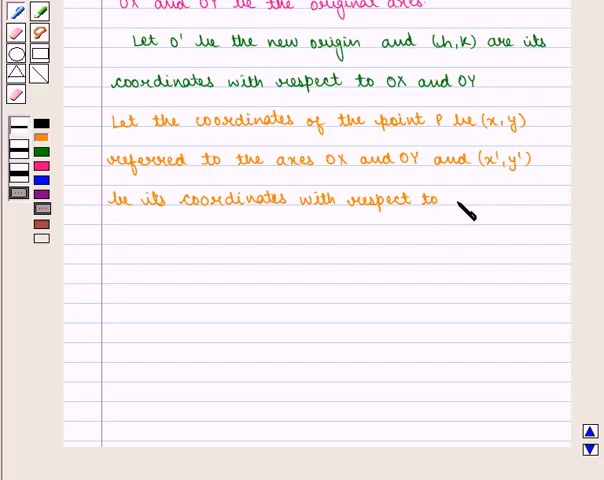 OX and OY be the original axes.
Let O' be the new origin and (h,k) are its
coordinates with respect to OX and OY
Let the coordinates of the point P be (x,y)
referred to the axes OX and OY and (x',y')
be its coordinates with respect to